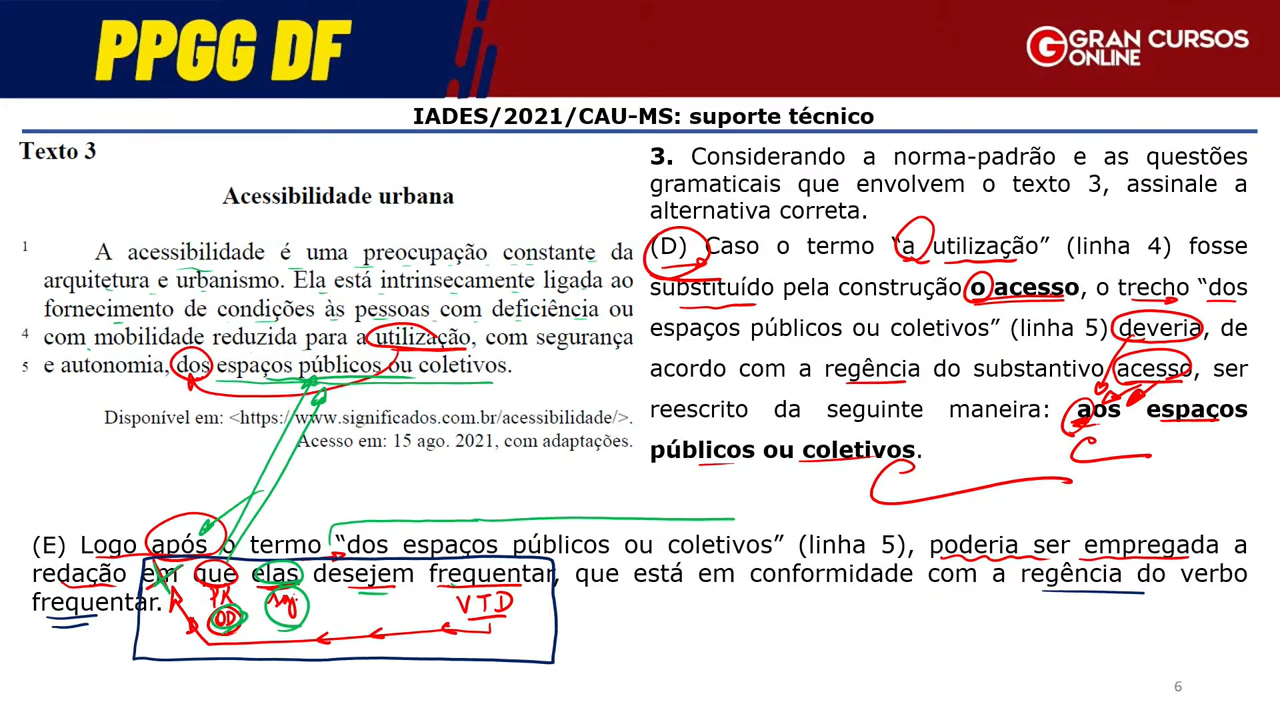 PPGG DF
GRAN CURSOS
ONLINE
IADES/2021/CAU-MS: suporte técnico
Texto 3
Acessibilidade urbana
1 A acessibilidade é uma preocupação constante da
arquitetura e urbanismo. Ela está intrinsecamente ligada ao
fornecimento de condições às pessoas com deficiência ou
4 com mobilidade reduzida para a utilização, com segurança
5 e autonomia, dos espaços públicos ou coletivos.
Disponível em: <https://www.significados.com.br/acessibilidade/>.
Acesso em: 15 ago. 2021, com adaptações.
3. Considerando a norma-padrão e as questões
gramaticais que envolvem o texto 3, assinale a
alternativa correta.
(D) Caso o termo “a utilização” (linha 4) fosse
substituído pela construção o acesso, o trecho “dos
espaços públicos ou coletivos” (linha 5) deveria, de
acordo com a regência do substantivo acesso, ser
reescrito da seguinte maneira: aos espaços
públicos ou coletivos.
(E) Logo após o termo “dos espaços públicos ou coletivos” (linha 5), poderia ser empregada a
redação em que elas desejem frequentar, que está em conformidade com a regência do verbo
frequentar.
PR suj VTD
OD
6